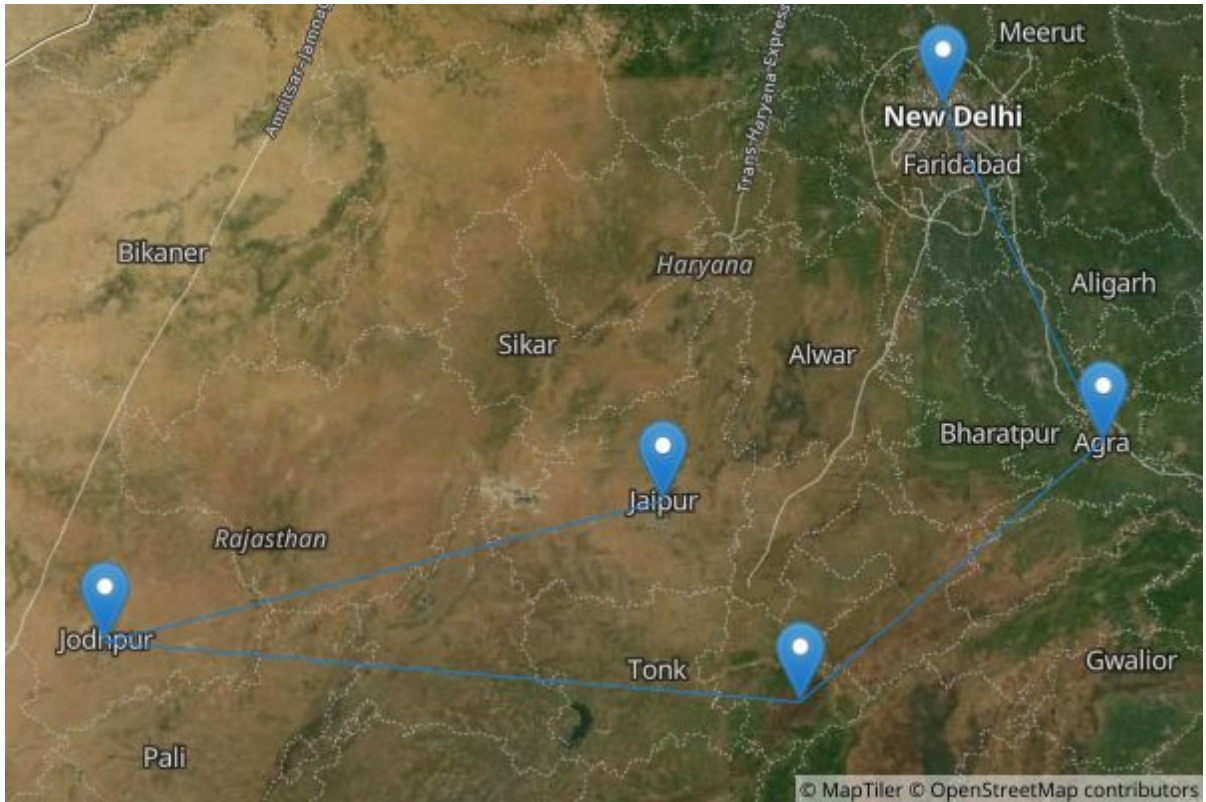 Meerut
Amritsar-Jamnag
Trans-Haryana Express
New Delhi
Faridabad
Bikaner
Haryana
Aligarh
Sikar
Alwar
Bharatpur
Agra
Jaipur
Rajasthan
Jodhpur
Tonk
Gwalior
Pali
© MapTiler © OpenStreetMap contributors